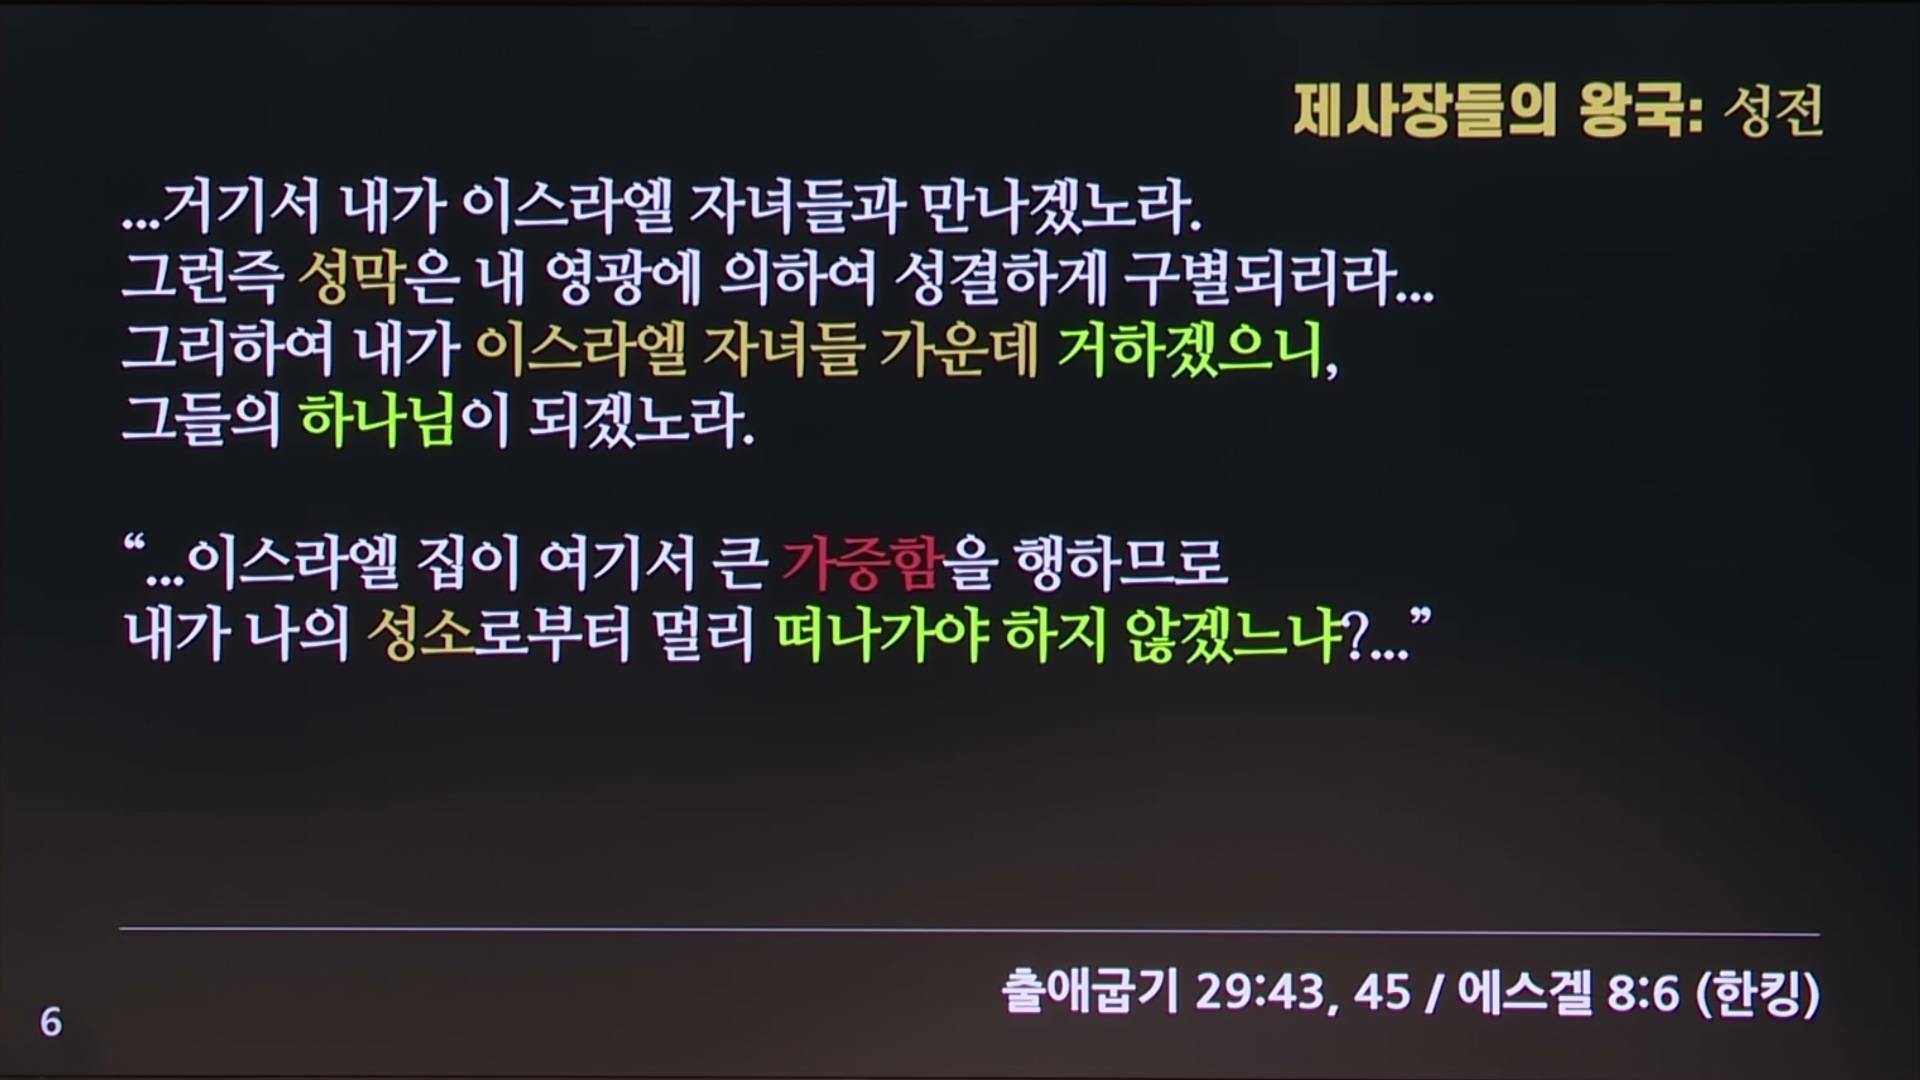 제사장들의 왕국: 성전
...거기서 내가 이스라엘 자녀들과 만나겠노라.
그런즉 성막은 내 영광에 의하여 성결하게 구별되리라...
그리하여 내가 이스라엘 자녀들 가운데 거하겠으니,
그들의 하나님이 되겠노라.
“...이스라엘 집이 여기서 큰 가증함을 행하므로
내가 나의 성소로부터 멀리 떠나가야 하지 않겠느냐?...”
출애굽기 29:43, 45 / 에스겔 8:6 (한킹)
6